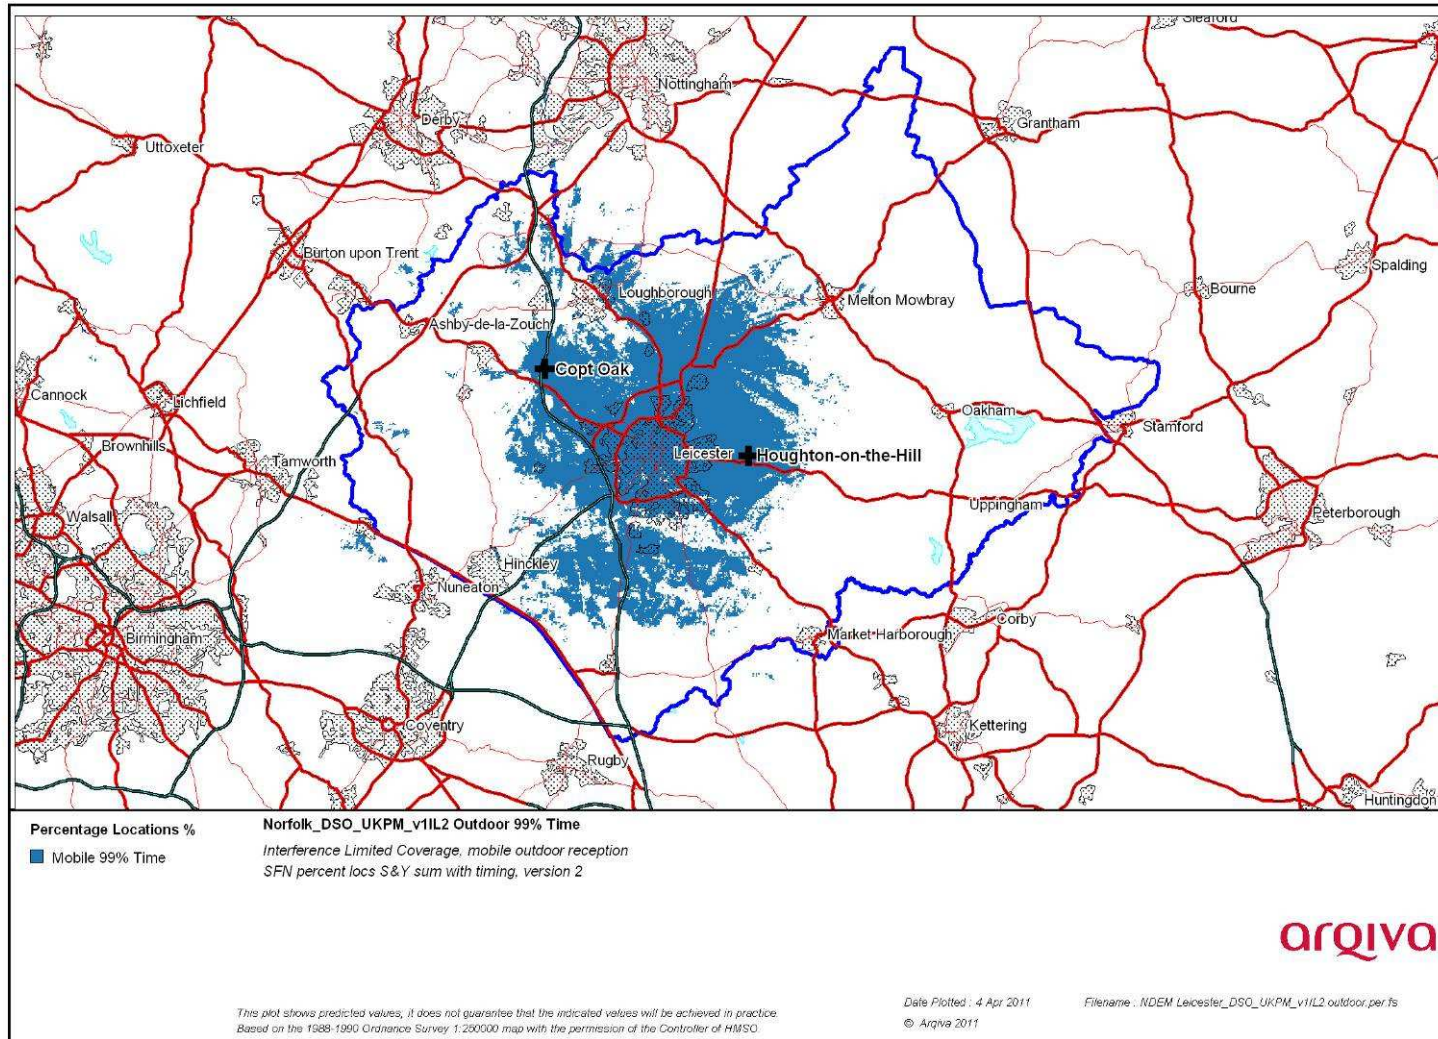 Sleaford
Nottingham
Derby
Grantham
Uttoxeter
Burton upon Trent
Spalding
Loughborough
Melton Mowbray
Bourne
Ashby-de-la-Zouch
Copt Oak
Cannock
Lichfield
Oakham
Stamford
Brownhills
Tamworth
Leicester
Houghton-on-the-Hill
Uppingham
Walsall
Peterborough
Hinckley
Nuneaton
Birmingham
Market Harborough
Corby
Coventry
Kettering
Rugby
Huntingdon
Percentage Locations %
Mobile 99% Time
Norfolk_DSO_UKPM_v1IL2 Outdoor 99% Time
Interference Limited Coverage, mobile outdoor reception
SFN percent locs S&Y sum with timing, version 2
arqiva
This plot shows predicted values; it does not guarantee that the indicated values will be achieved in practice.
Based on the 1988-1990 Ordnance Survey 1:250000 map with the permission of the Controller of HMSO
Date Plotted : 4 Apr 2011
© Arqiva 2011
Filename : NDEM Leicester_DSO_UKPM_v1IL2 outdoor.per.fs